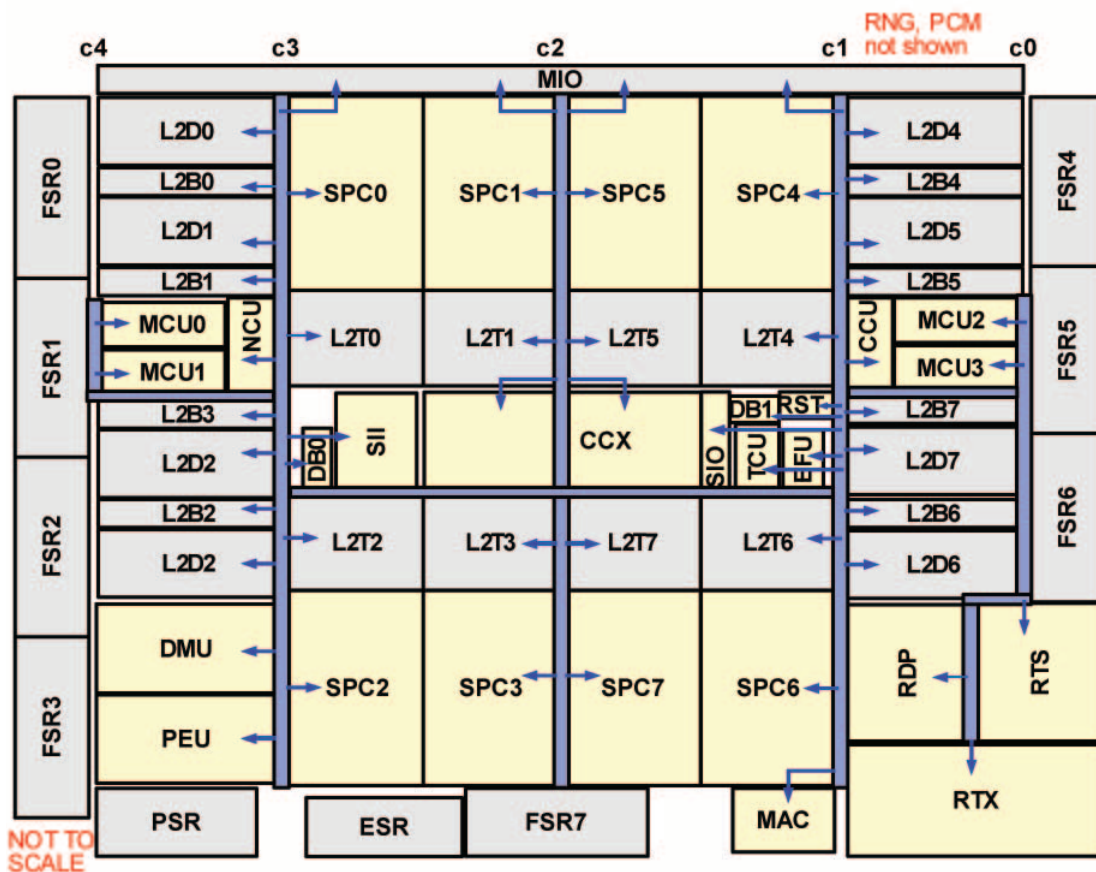 RNG, PCM
not shown
c4
c3
c2
c1
c0
MIO
FSR0
L2D0
L2B0
L2D1
L2B1
SPC0
SPC1
SPC5
SPC4
L2D4
L2B4
L2D5
L2B5
FSR4
FSR1
MCU0
MCU1
NCU
L2T0
L2T1
L2T5
L2T4
CCU
MCU2
MCU3
FSR5
L2B3
L2D2
DB0
SII
CCX
SIO
DB1
RST
TCU
EFU
L2B7
L2D7
FSR2
L2B2
L2D2
L2T2
L2T3
L2T7
L2T6
L2B6
L2D6
FSR6
FSR3
DMU
PEU
SPC2
SPC3
SPC7
SPC6
RDP
RTS
RTX
PSR
ESR
FSR7
MAC
NOT TO
SCALE